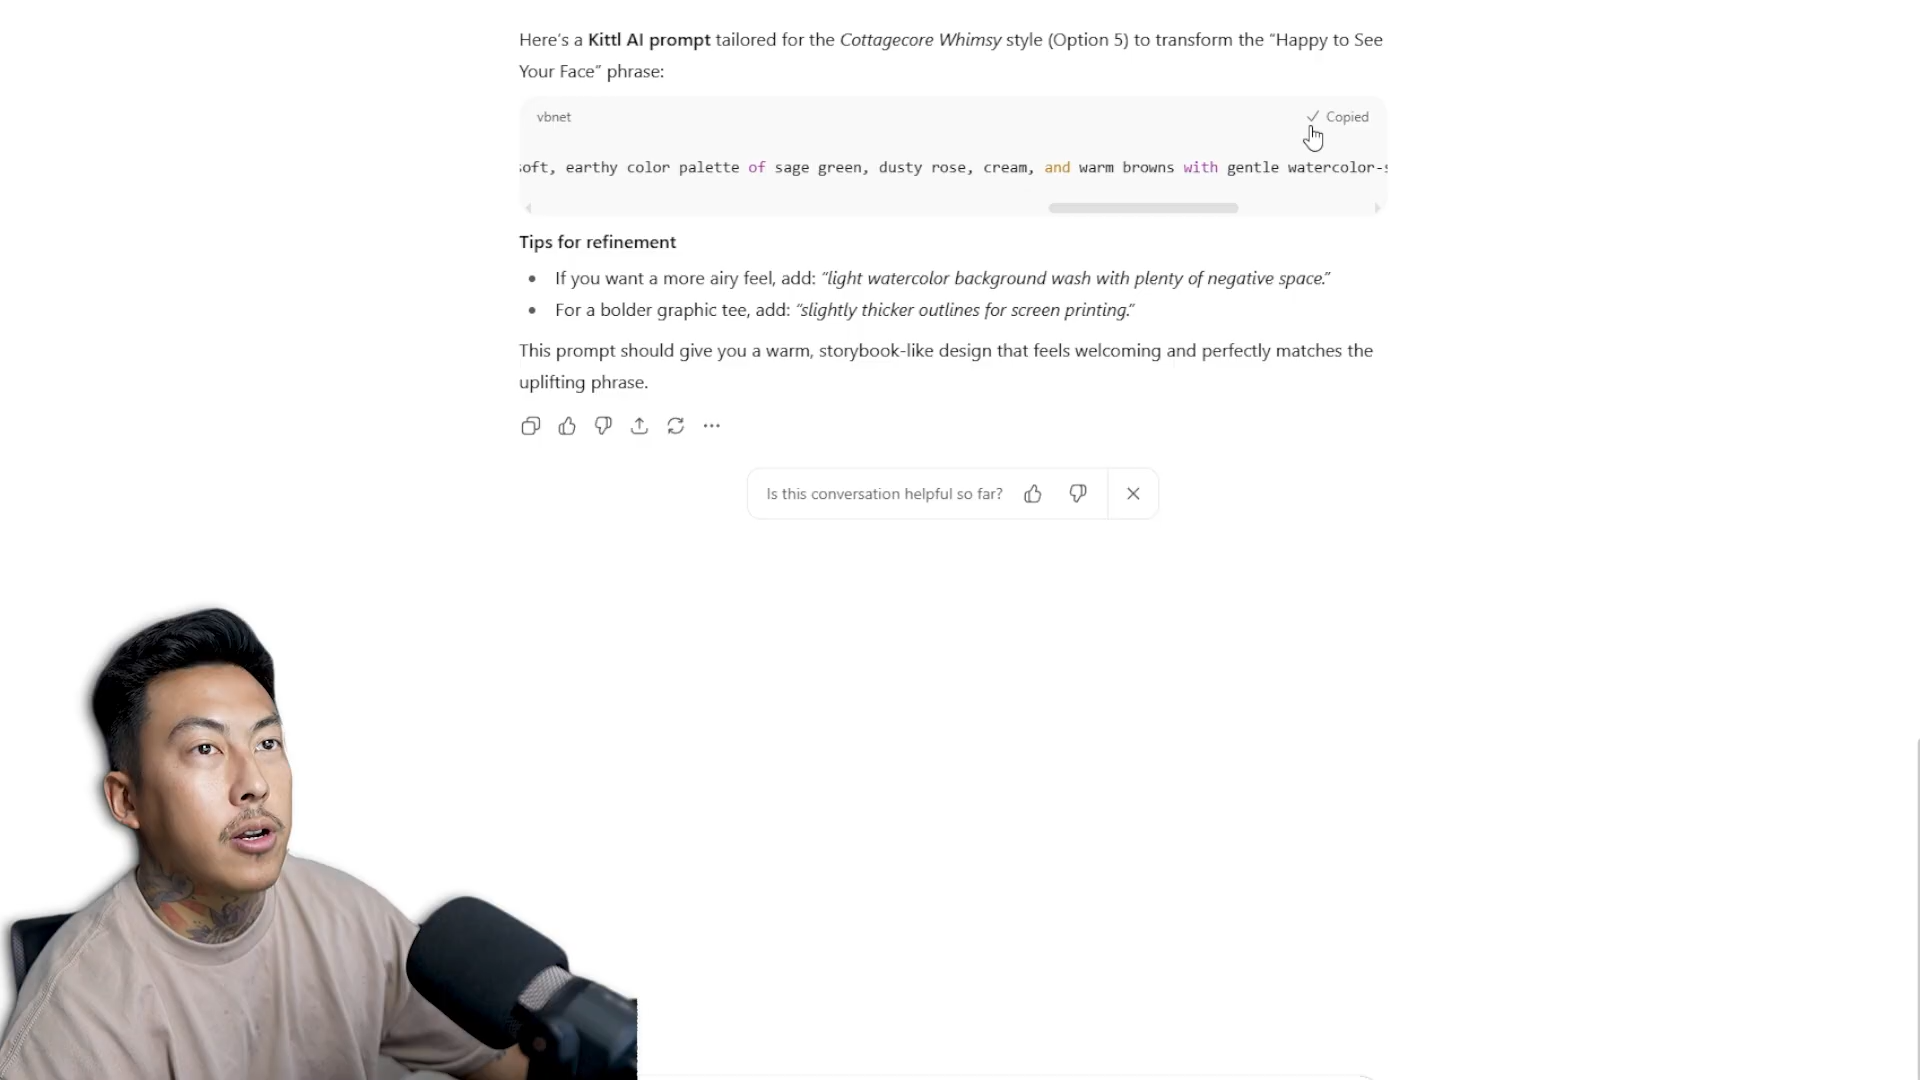 Here's a Kittl AI prompt tailored for the Cottagecore Whimsy style (Option 5) to transform the “Happy to See
Your Face” phrase:
vbnet
Copied
soft, earthy color palette of sage green, dusty rose, cream, and warm browns with gentle watercolor-s
Tips for refinement
• If you want a more airy feel, add: “light watercolor background wash with plenty of negative space.”
• For a bolder graphic tee, add: “slightly thicker outlines for screen printing.”
This prompt should give you a warm, storybook-like design that feels welcoming and perfectly matches the
uplifting phrase.
Is this conversation helpful so far?